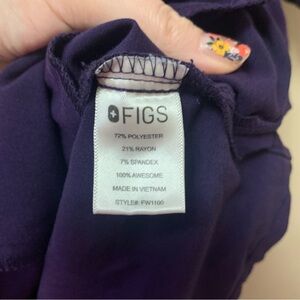 FIGS
72% POLYESTER
21% RAYON
7% SPANDEX
100% AWESOME
MADE IN VIETNAM
STYLE#: FW1100